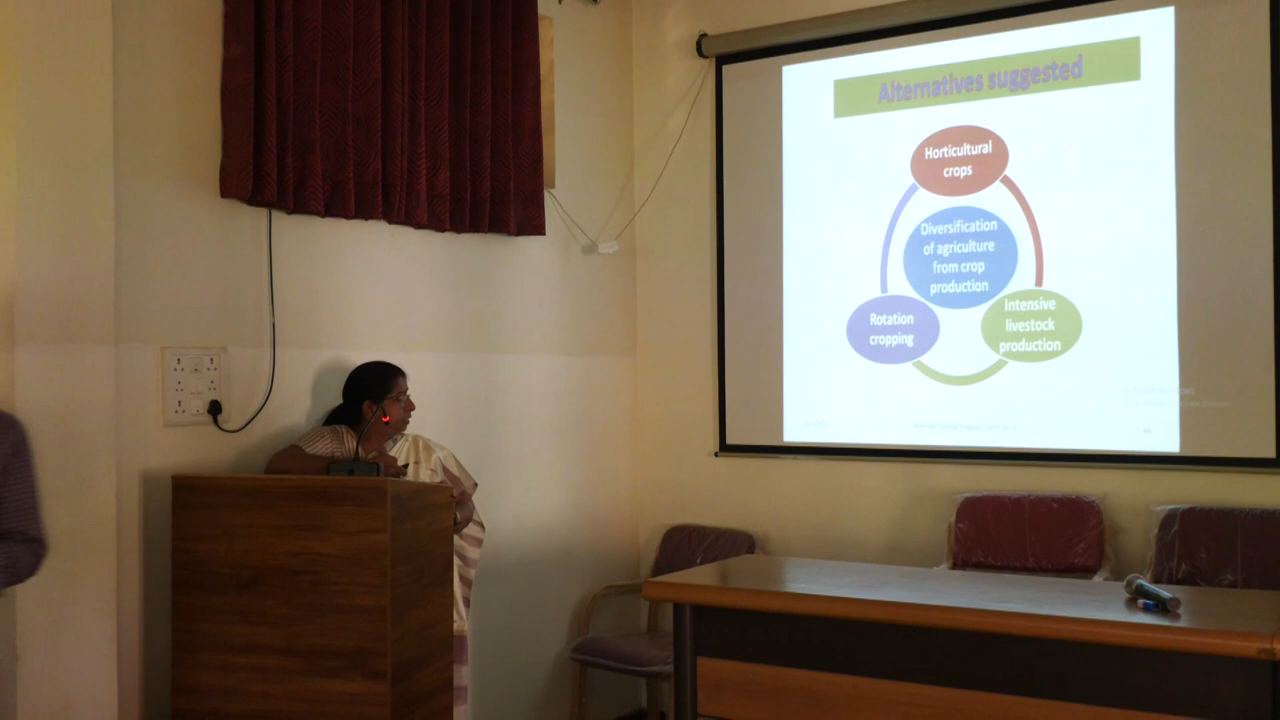 Alternatives suggested
Horticultural
crops
Diversification
of agriculture
from crop
production
Rotation
cropping
Intensive
livestock
production